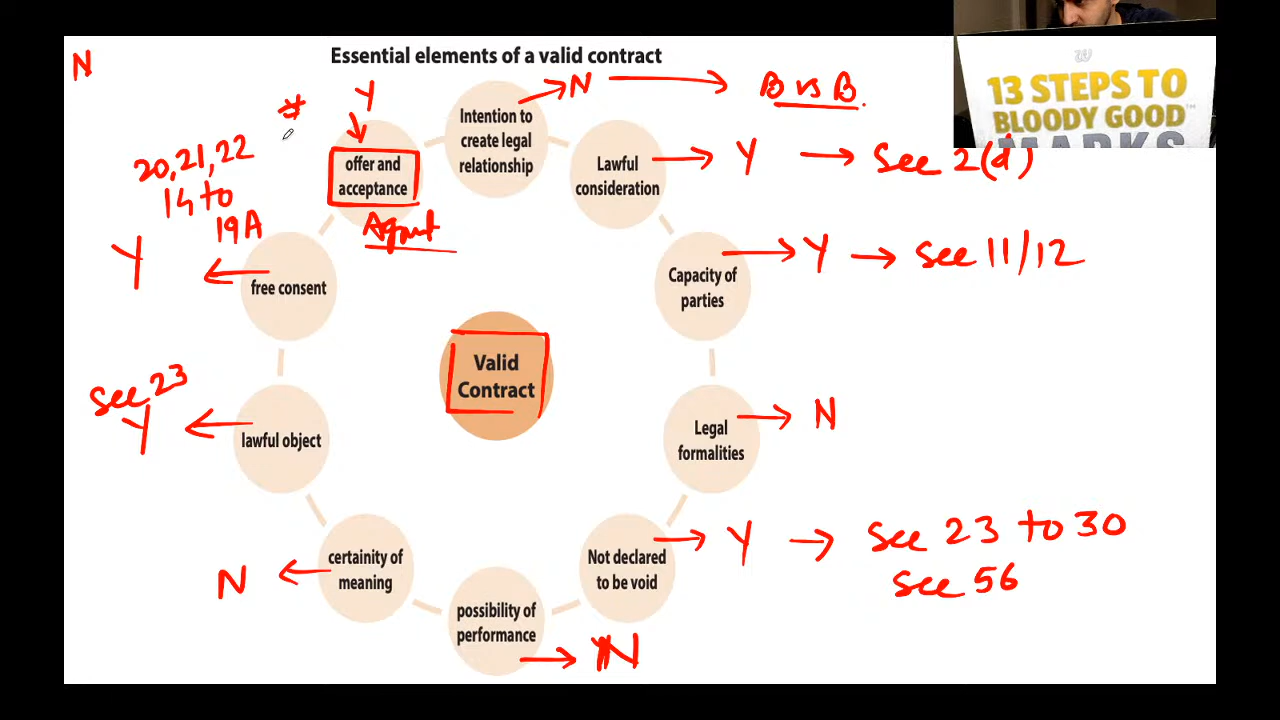 13 STEPS TO
BLOODY GOOD
MARKS
Essential elements of a valid contract
N
Y
Intention to
create legal
relationship
N
B vs B.
offer and
acceptance
Agmt
Lawful
consideration
Y
See 2(d)
20,21,22
14 to
19A
Y
free consent
Capacity of
parties
Y
See 11/12
Valid
Contract
See 23
Y
lawful object
Legal
formalities
N
N
certainity of
meaning
possibility of
performance
N
Not declared
to be void
Y
See 23 to 30
See 56